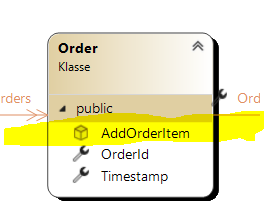 Order
Klasse
rders
public
Ord
AddOrderItem
OrderId
Timestamp